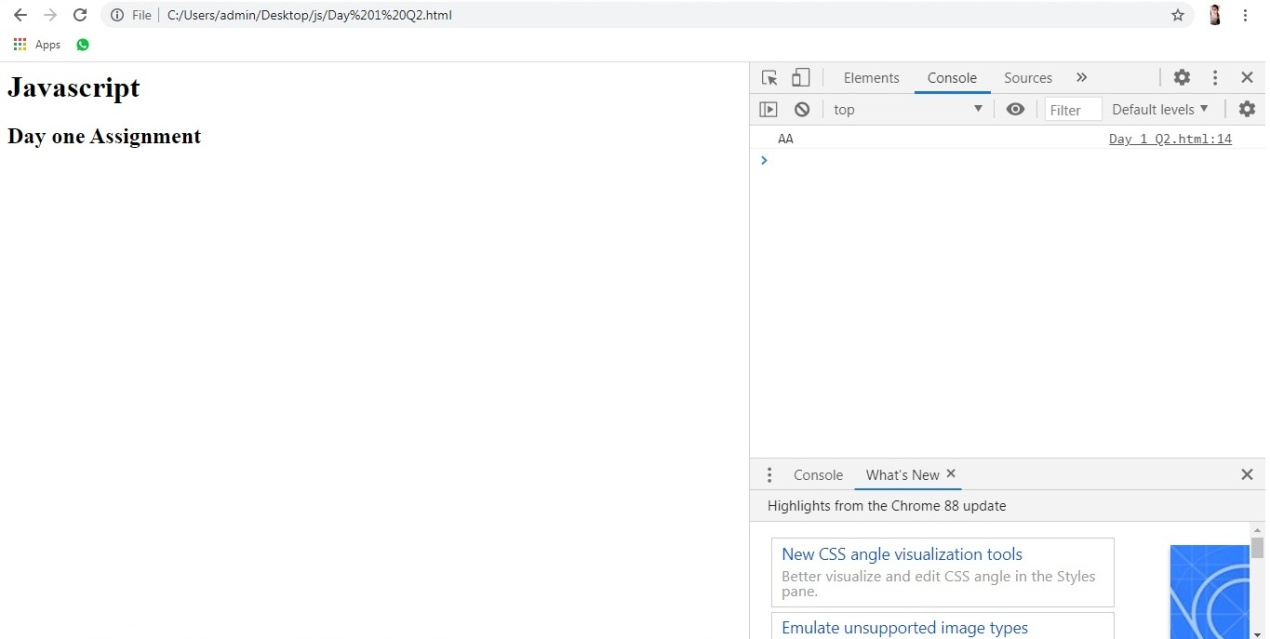 File C:/Users/admin/Desktop/js/Day%201%20Q2.html
Apps
Javascript
Day one Assignment
Elements Console Sources
top Filter Default levels
AA Day 1 Q2.html:14
Console What's New
Highlights from the Chrome 88 update
New CSS angle visualization tools
Better visualize and edit CSS angle in the Styles
pane.
Emulate unsupported image types